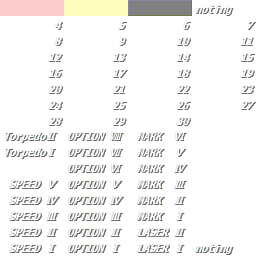 noting
4 5 6 7
8 9 10 11
12 13 14 15
16 17 18 19
20 21 22 23
24 25 26 27
28 29 30
TorpedoⅡ OPTION Ⅷ MARK Ⅵ
TorpedoⅠ OPTION Ⅶ MARK Ⅴ
OPTION Ⅵ MARK Ⅳ
SPEED Ⅴ OPTION Ⅴ MARK Ⅲ
SPEED Ⅳ OPTION Ⅳ MARK Ⅱ
SPEED Ⅲ OPTION Ⅲ MARK Ⅰ
SPEED Ⅱ OPTION Ⅱ LASER Ⅱ
SPEED Ⅰ OPTION Ⅰ LASER Ⅰ noting